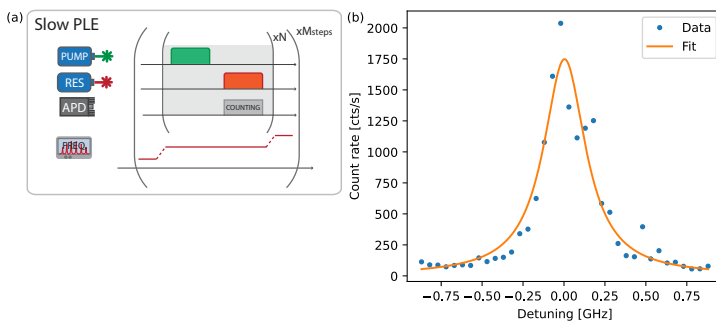 (a)
Slow PLE
xN
xMsteps
PUMP
RES
APD
COUNTING
FREQ
(b)
Data
Fit
Count rate [cts/s]
2000
1750
1500
1250
1000
750
500
250
0
−0.75 −0.50 −0.25 0.00 0.25 0.50 0.75
Detuning [GHz]